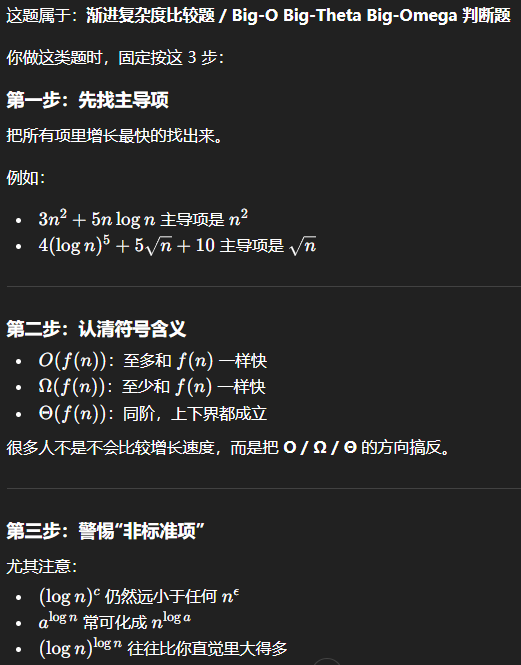 这题属于：渐进复杂度比较题 / Big-O Big-Theta Big-Omega 判断题
你做这类题时，固定按这 3 步：
第一步：先找主导项
把所有项里增长最快的找出来。
例如：
• 3n² + 5n log n 主导项是 n²
• 4(log n)⁵ + 5√n + 10 主导项是 √n
第二步：认清符号含义
• O(f(n))：至多和 f(n) 一样快
• Ω(f(n))：至少和 f(n) 一样快
• Θ(f(n))：同阶，上下界都成立
很多人不是不会比较增长速度，而是把 O / Ω / Θ 的方向搞反。
第三步：警惕“非标准项”
尤其注意：
• (log n)^c 仍然远小于任何 n^ϵ
• a^{log n} 常可化成 n^{log a}
• (log n)^{log n} 往往比你直觉里大得多